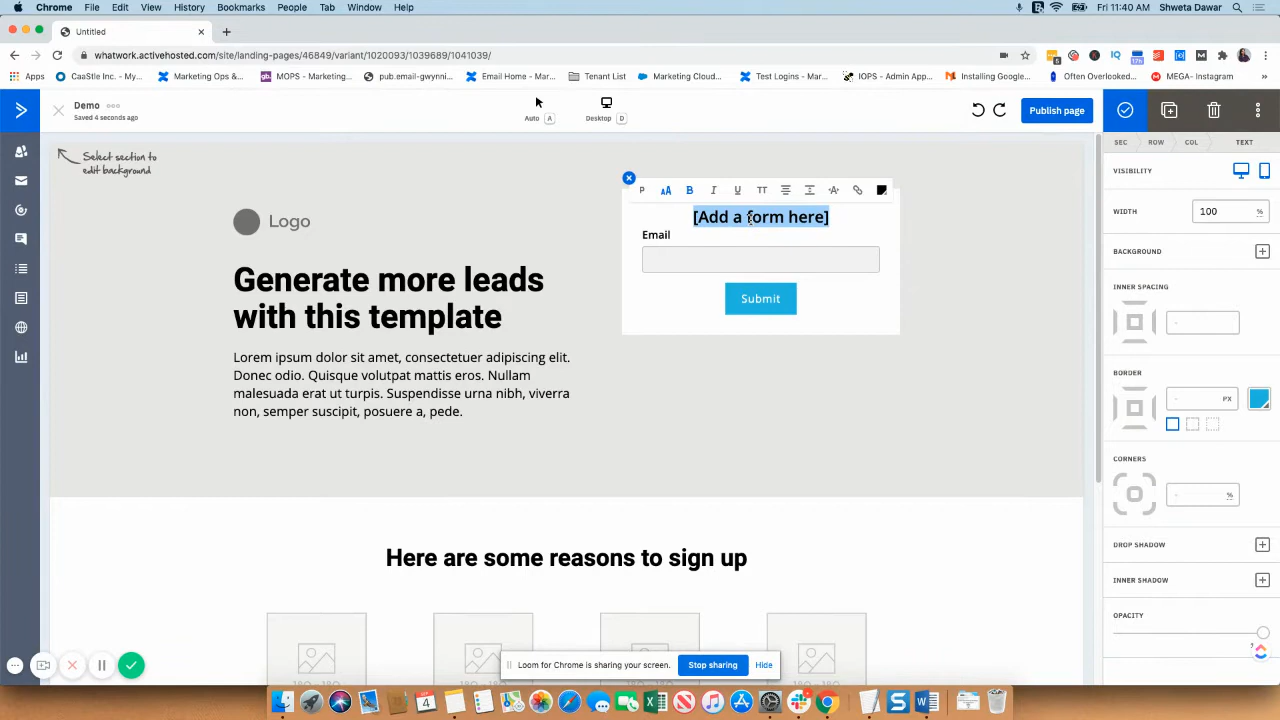 Chrome File Edit View History Bookmarks People Tab Window Help
Fri 11:40 AM Shweta Dawar
Untitled
whatwork.activehosted.com/site/landing-pages/46849/variant/1020093/1039689/1041039/
Apps
CaaStle Inc. - My...
Marketing Ops &...
MOPS - Marketing...
pub.email-gwynni...
Email Home - Mar...
Tenant List
Marketing Cloud...
Test Logins - Mar...
IOPS - Admin App...
Installing Google...
Often Overlooked...
MEGA- Instagram
Demo
Saved 4 seconds ago
Auto A
Desktop D
Publish page
Select section to
edit background
SEC ROW COL TEXT
VISIBILITY
WIDTH 100 %
BACKGROUND
INNER SPACING
BORDER
PX
CORNERS
%
DROP SHADOW
INNER SHADOW
OPACITY
Logo
Generate more leads
with this template
Lorem ipsum dolor sit amet, consectetuer adipiscing elit.
Donec odio. Quisque volutpat mattis eros. Nullam
malesuada erat ut turpis. Suspendisse urna nibh, viverra
non, semper suscipit, posuere a, pede.
P AA B I U TT A
[Add a form here]
Email
Submit
Here are some reasons to sign up
Loom for Chrome is sharing your screen.
Stop sharing
Hide